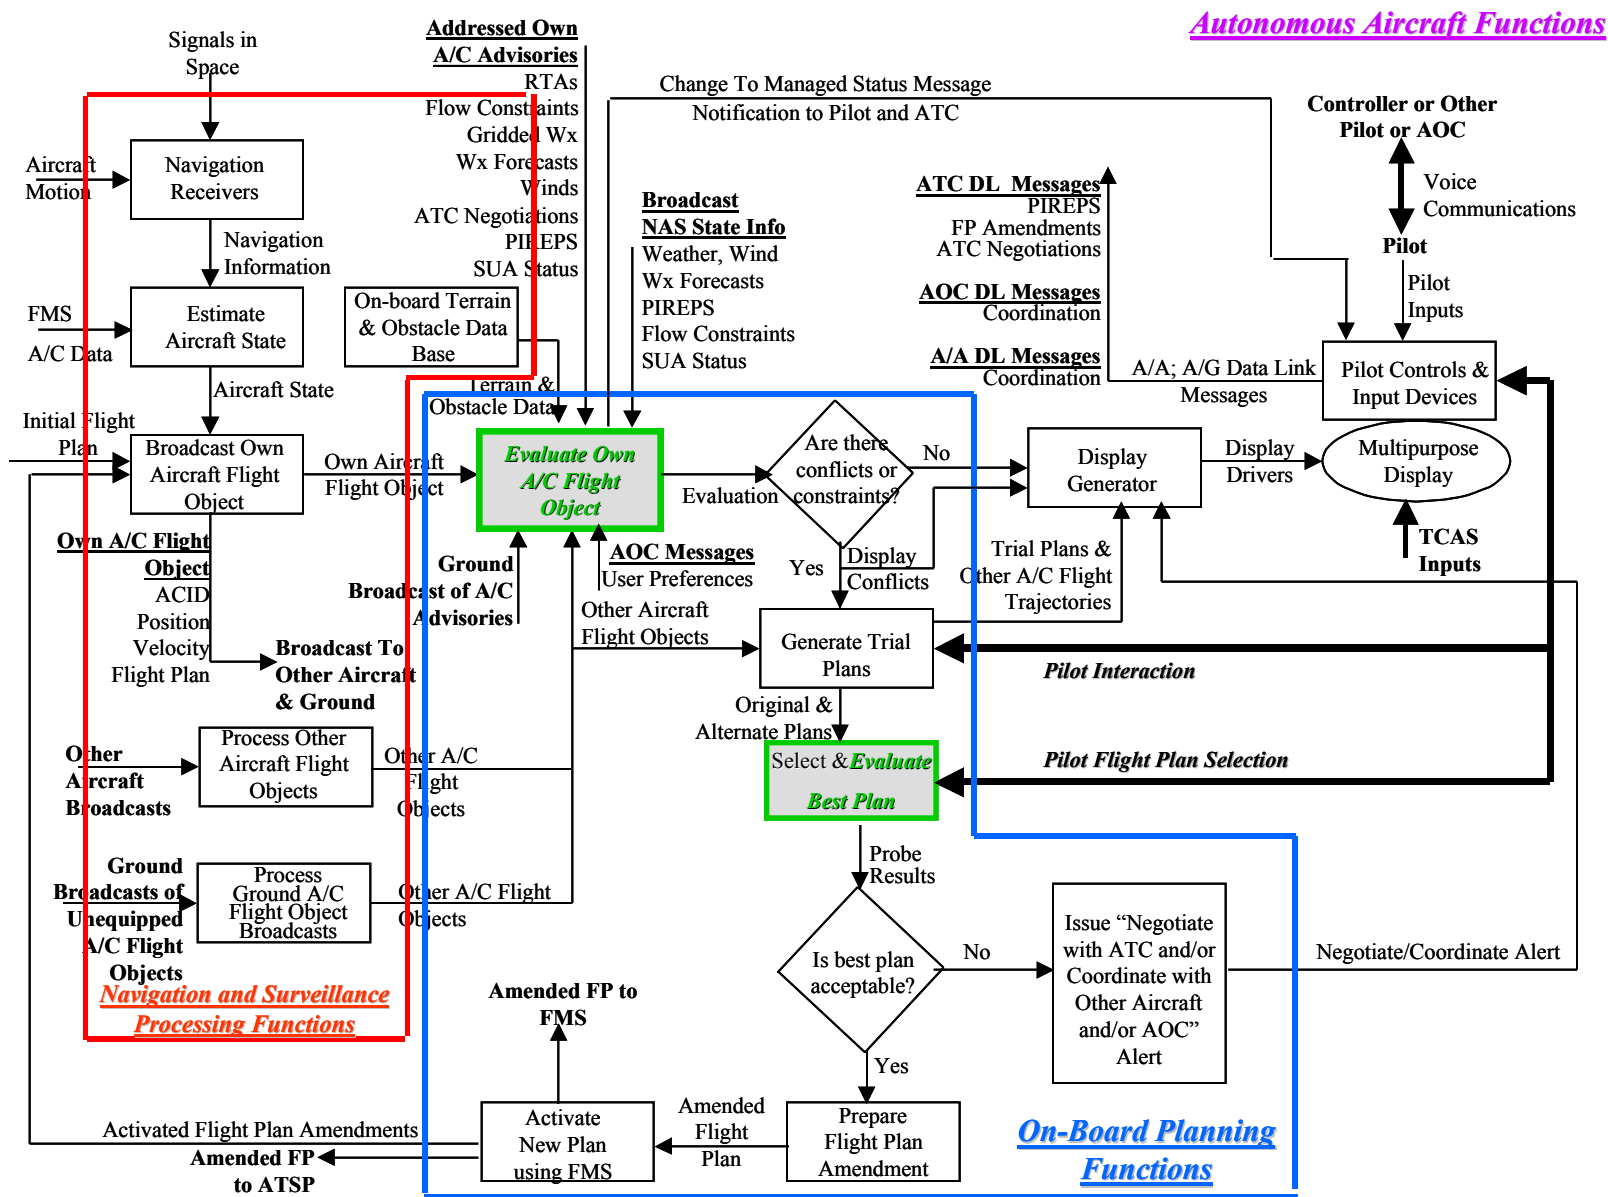 Autonomous Aircraft Functions
Signals in
Space
Addressed Own
A/C Advisories
RTAs
Flow Constraints
Gridded Wx
Wx Forecasts
Winds
ATC Negotiations
PIREPS
SUA Status
Change To Managed Status Message
Notification to Pilot and ATC
Controller or Other
Pilot or AOC
Voice
Communications
Pilot
Pilot
Inputs
Aircraft
Motion
Navigation
Receivers
Navigation
Information
Broadcast
NAS State Info
Weather, Wind
Wx Forecasts
PIREPS
Flow Constraints
SUA Status
ATC DL  Messages
PIREPS
FP Amendments
ATC Negotiations
AOC DL Messages
Coordination
A/A DL Messages
Coordination
FMS
A/C Data
Estimate
Aircraft State
On-board Terrain
& Obstacle Data
Base
Terrain &
Obstacle Data
A/A; A/G Data Link
Messages
Pilot Controls &
Input Devices
Aircraft State
Initial Flight
Plan
Broadcast Own
Aircraft Flight
Object
Own Aircraft
Flight Object
Evaluate Own
A/C Flight
Object
Evaluation
Are there
conflicts or
constraints?
No
Yes
Display
Conflicts
Display
Generator
Display
Drivers
Multipurpose
Display
TCAS
Inputs
Own A/C Flight
Object
ACID
Position
Velocity
Flight Plan
Broadcast To
Other Aircraft
& Ground
Ground
Broadcast of A/C
Advisories
AOC Messages
User Preferences
Other Aircraft
Flight Objects
Trial Plans &
Other A/C Flight
Trajectories
Generate Trial
Plans
Pilot Interaction
Original &
Alternate Plans
Select & Evaluate
Best Plan
Pilot Flight Plan Selection
Other
Aircraft
Broadcasts
Process Other
Aircraft Flight
Objects
Other A/C
Flight
Objects
Ground
Broadcasts of
Unequipped
A/C Flight
Objects
Process
Ground A/C
Flight Object
Broadcasts
Other A/C Flight
Objects
Navigation and Surveillance
Processing Functions
Probe
Results
Is best plan
acceptable?
No
Yes
Issue “Negotiate
with ATC and/or
Coordinate with
Other Aircraft
and/or AOC”
Alert
Negotiate/Coordinate Alert
Amended FP to
FMS
Activate
New Plan
using FMS
Amended
Flight
Plan
Prepare
Flight Plan
Amendment
Activated Flight Plan Amendments
Amended FP
to ATSP
On-Board Planning
Functions